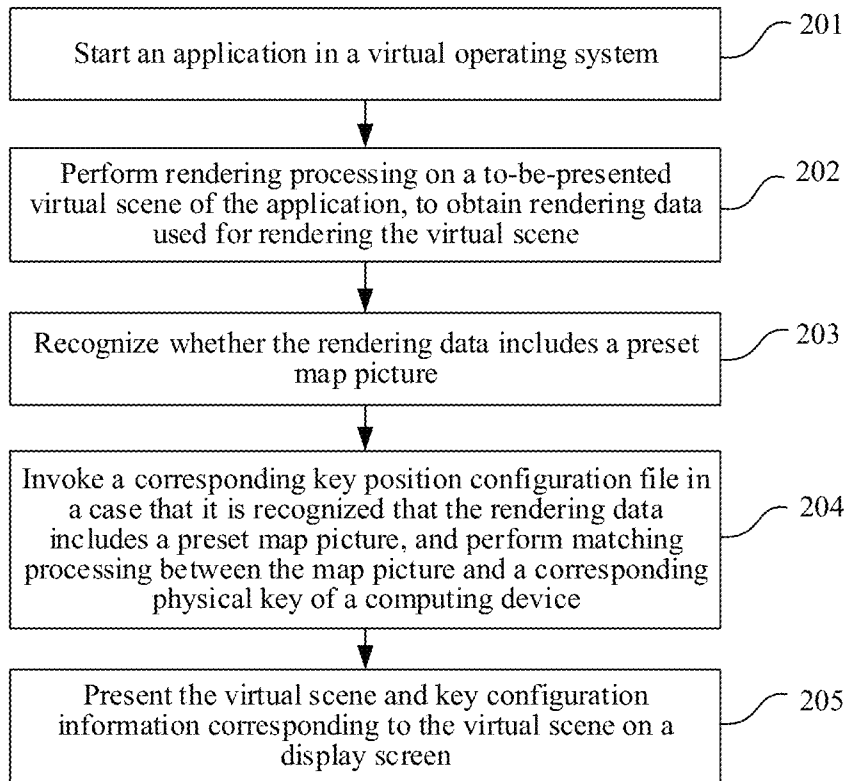 Start an application in a virtual operating system
201
Perform rendering processing on a to-be-presented
virtual scene of the application, to obtain rendering data
used for rendering the virtual scene
202
Recognize whether the rendering data includes a preset
map picture
203
Invoke a corresponding key position configuration file in
a case that it is recognized that the rendering data
includes a preset map picture, and perform matching
processing between the map picture and a corresponding
physical key of a computing device
204
Present the virtual scene and key configuration
information corresponding to the virtual scene on a
display screen
205